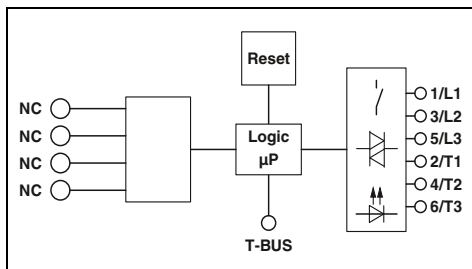 Reset
NC
NC
NC
NC
Logic
µP
T-BUS
1/L1
3/L2
5/L3
2/T1
4/T2
6/T3